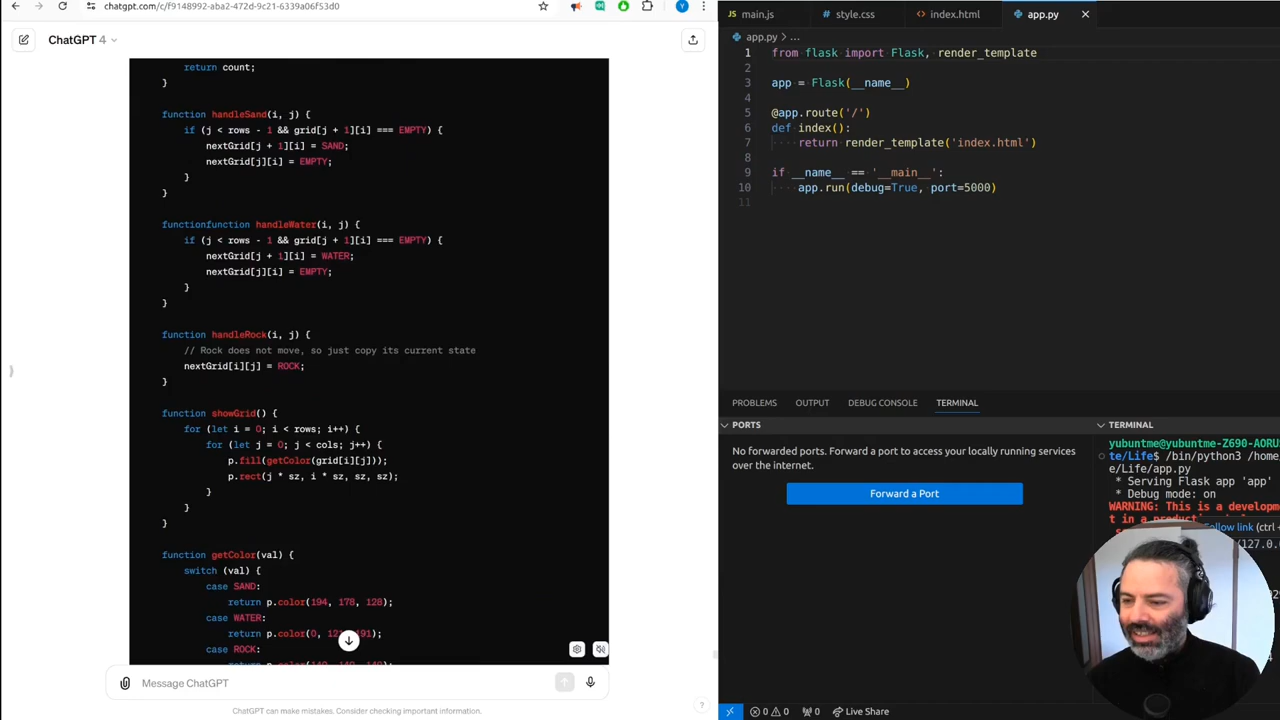 chatgpt.com/c/f9148992-aba2-472d-9c21-6339a06f53d0
ChatGPT 4
return count;
}
function handleSand(i, j) {
if (j < rows - 1 && grid[j + 1][i] === EMPTY) {
nextGrid[j + 1][i] = SAND;
nextGrid[j][i] = EMPTY;
}
}
functionfunction handleWater(i, j) {
if (j < rows - 1 && grid[j + 1][i] === EMPTY) {
nextGrid[j + 1][i] = WATER;
nextGrid[j][i] = EMPTY;
}
}
function handleRock(i, j) {
// Rock does not move, so just copy its current state
nextGrid[i][j] = ROCK;
}
function showGrid() {
for (let i = 0; i < rows; i++) {
for (let j = 0; j < cols; j++) {
p.fill(getColor(grid[i][j]));
p.rect(j * sz, i * sz, sz, sz);
}
}
}
function getColor(val) {
switch (val) {
case SAND:
return p.color(194, 178, 128);
case WATER:
return p.color(0, 191);
case ROCK:
Message ChatGPT
ChatGPT can make mistakes. Consider checking important information.
?
main.js
style.css
index.html
app.py
app.py > ...
1 from flask import Flask, render_template
2
3 app = Flask(__name__)
4
5 @app.route('/')
6 def index():
7 return render_template('index.html')
8
9 if __name__ == '__main__':
10 app.run(debug=True, port=5000)
11
PROBLEMS OUTPUT DEBUG CONSOLE TERMINAL
PORTS
No forwarded ports. Forward a port to access your locally running services
over the internet.
Forward a Port
TERMINAL
yubuntme@yubuntme-Z690-AORUS
te/Life$ /bin/python3 /home
e/Life/app.py
* Serving Flask app 'app'
* Debug mode: on
WARNING: This is a developm
t in a product
Follow link (ctrl +
(127.0.0
0 0 0 Live Share